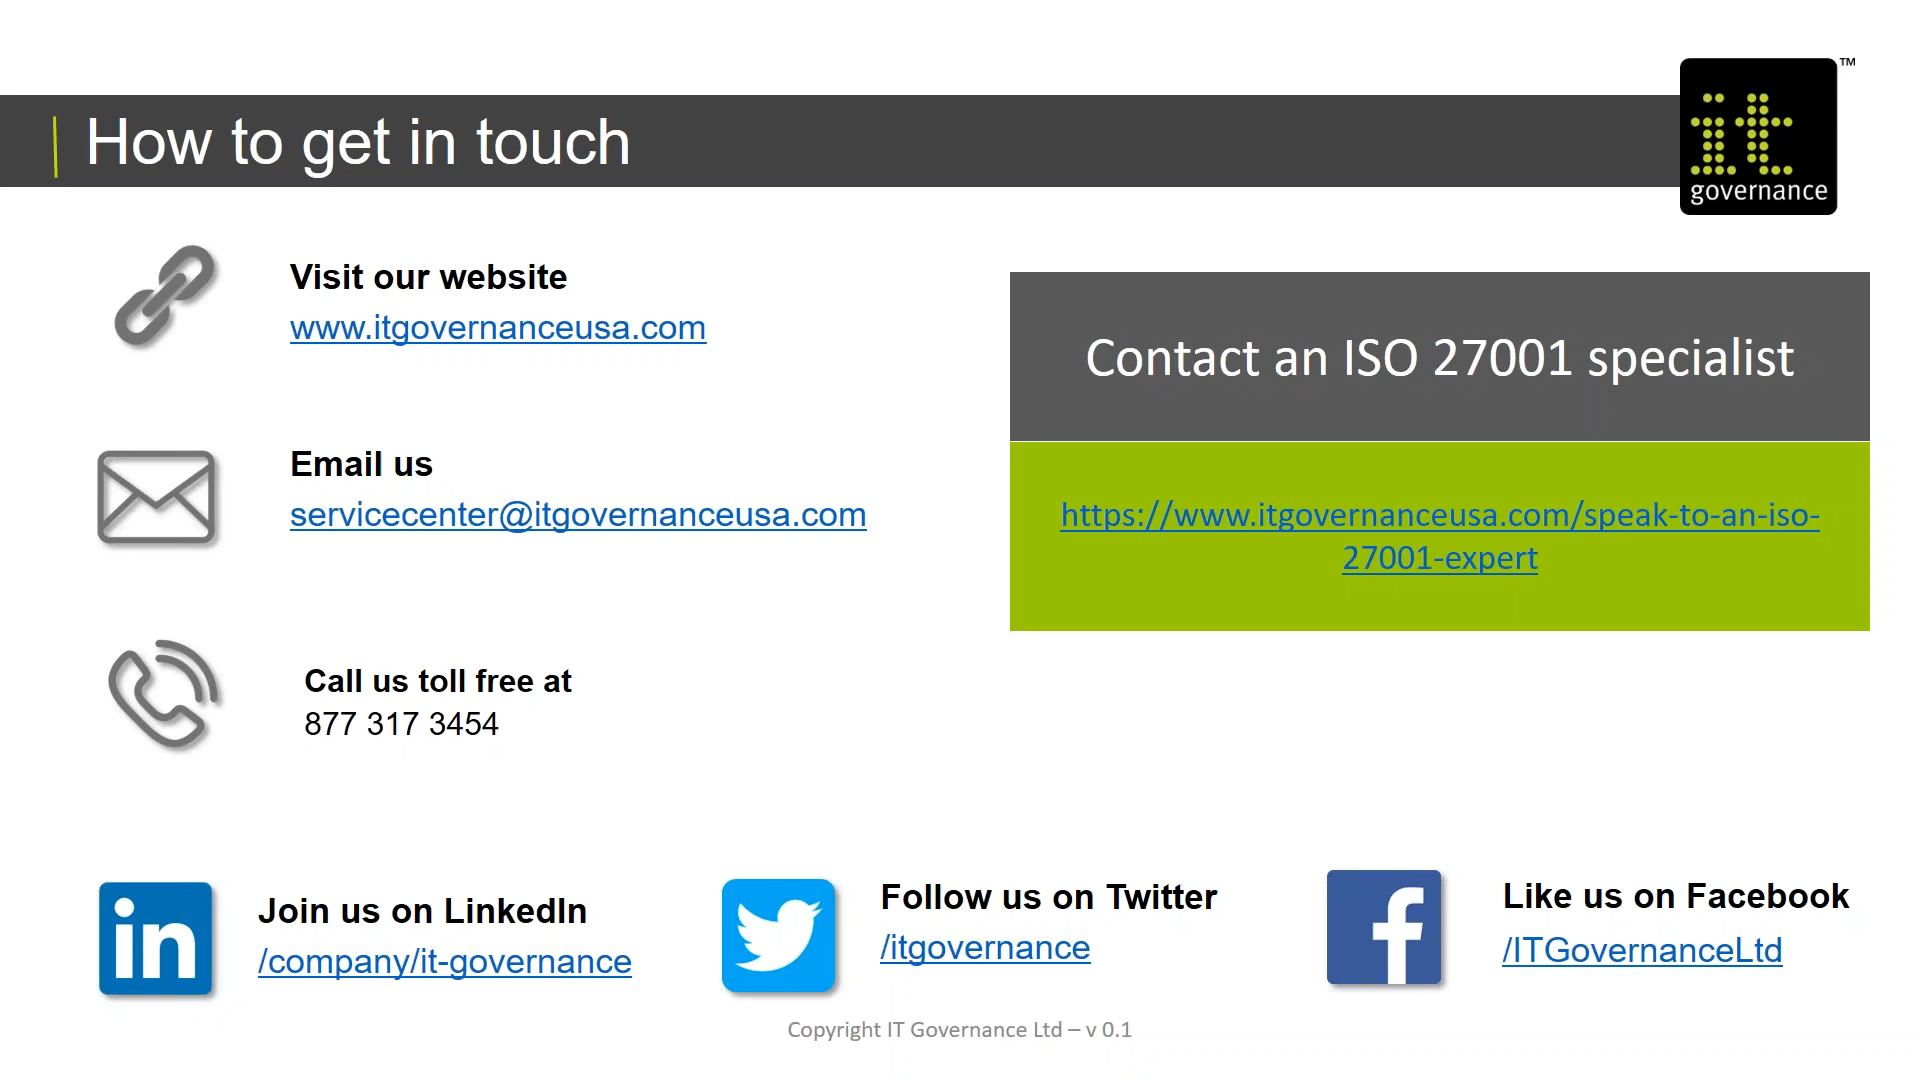 How to get in touch
™
it
governance
Visit our website
www.itgovernanceusa.com
Email us
servicecenter@itgovernanceusa.com
Call us toll free at
877 317 3454
Contact an ISO 27001 specialist
https://www.itgovernanceusa.com/speak-to-an-iso-
27001-expert
in
Join us on LinkedIn
/company/it-governance
Follow us on Twitter
/itgovernance
f
Like us on Facebook
/ITGovernanceLtd
Copyright IT Governance Ltd – v 0.1